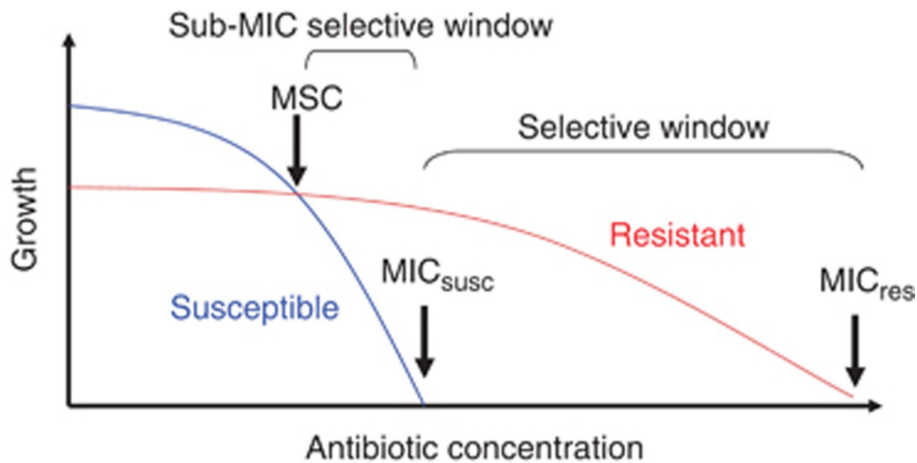 Sub-MIC selective window
MSC
Selective window
Growth
Resistant
MICsusc
MICres
Susceptible
Antibiotic concentration